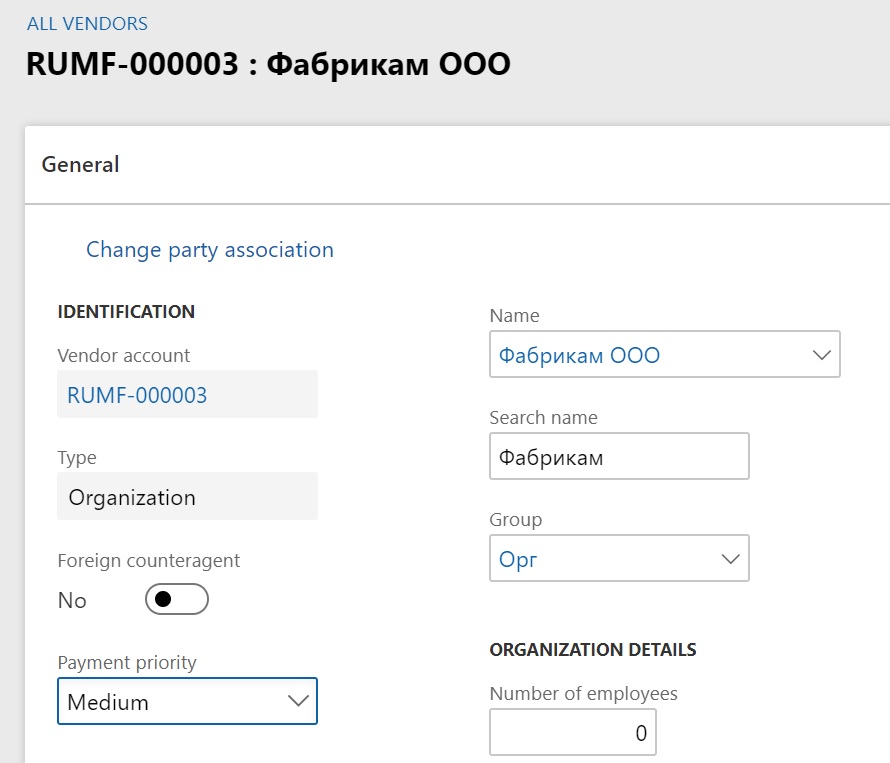 ALL VENDORS
RUMF-000003 : Фабрикам ООО
General
Change party association
IDENTIFICATION
Vendor account
RUMF-000003
Type
Organization
Foreign counteragent
No
Payment priority
Medium
Name
Фабрикам ООО
Search name
Фабрикам
Group
Орг
ORGANIZATION DETAILS
Number of employees
0